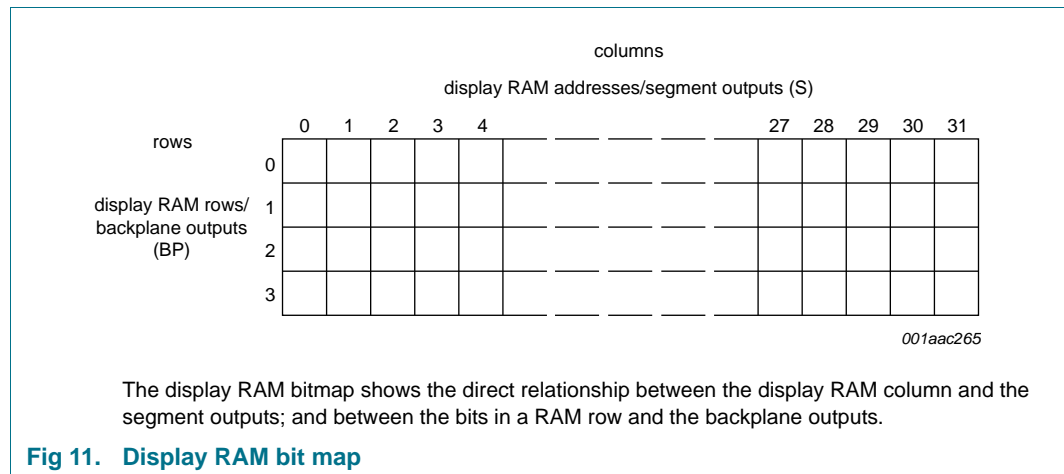 columns
display RAM addresses/segment outputs (S)
0 1 2 3 4 27 28 29 30 31
rows
0
display RAM rows/
backplane outputs
(BP)
1
2
3
001aac265
The display RAM bitmap shows the direct relationship between the display RAM column and the
segment outputs; and between the bits in a RAM row and the backplane outputs.
Fig 11. Display RAM bit map